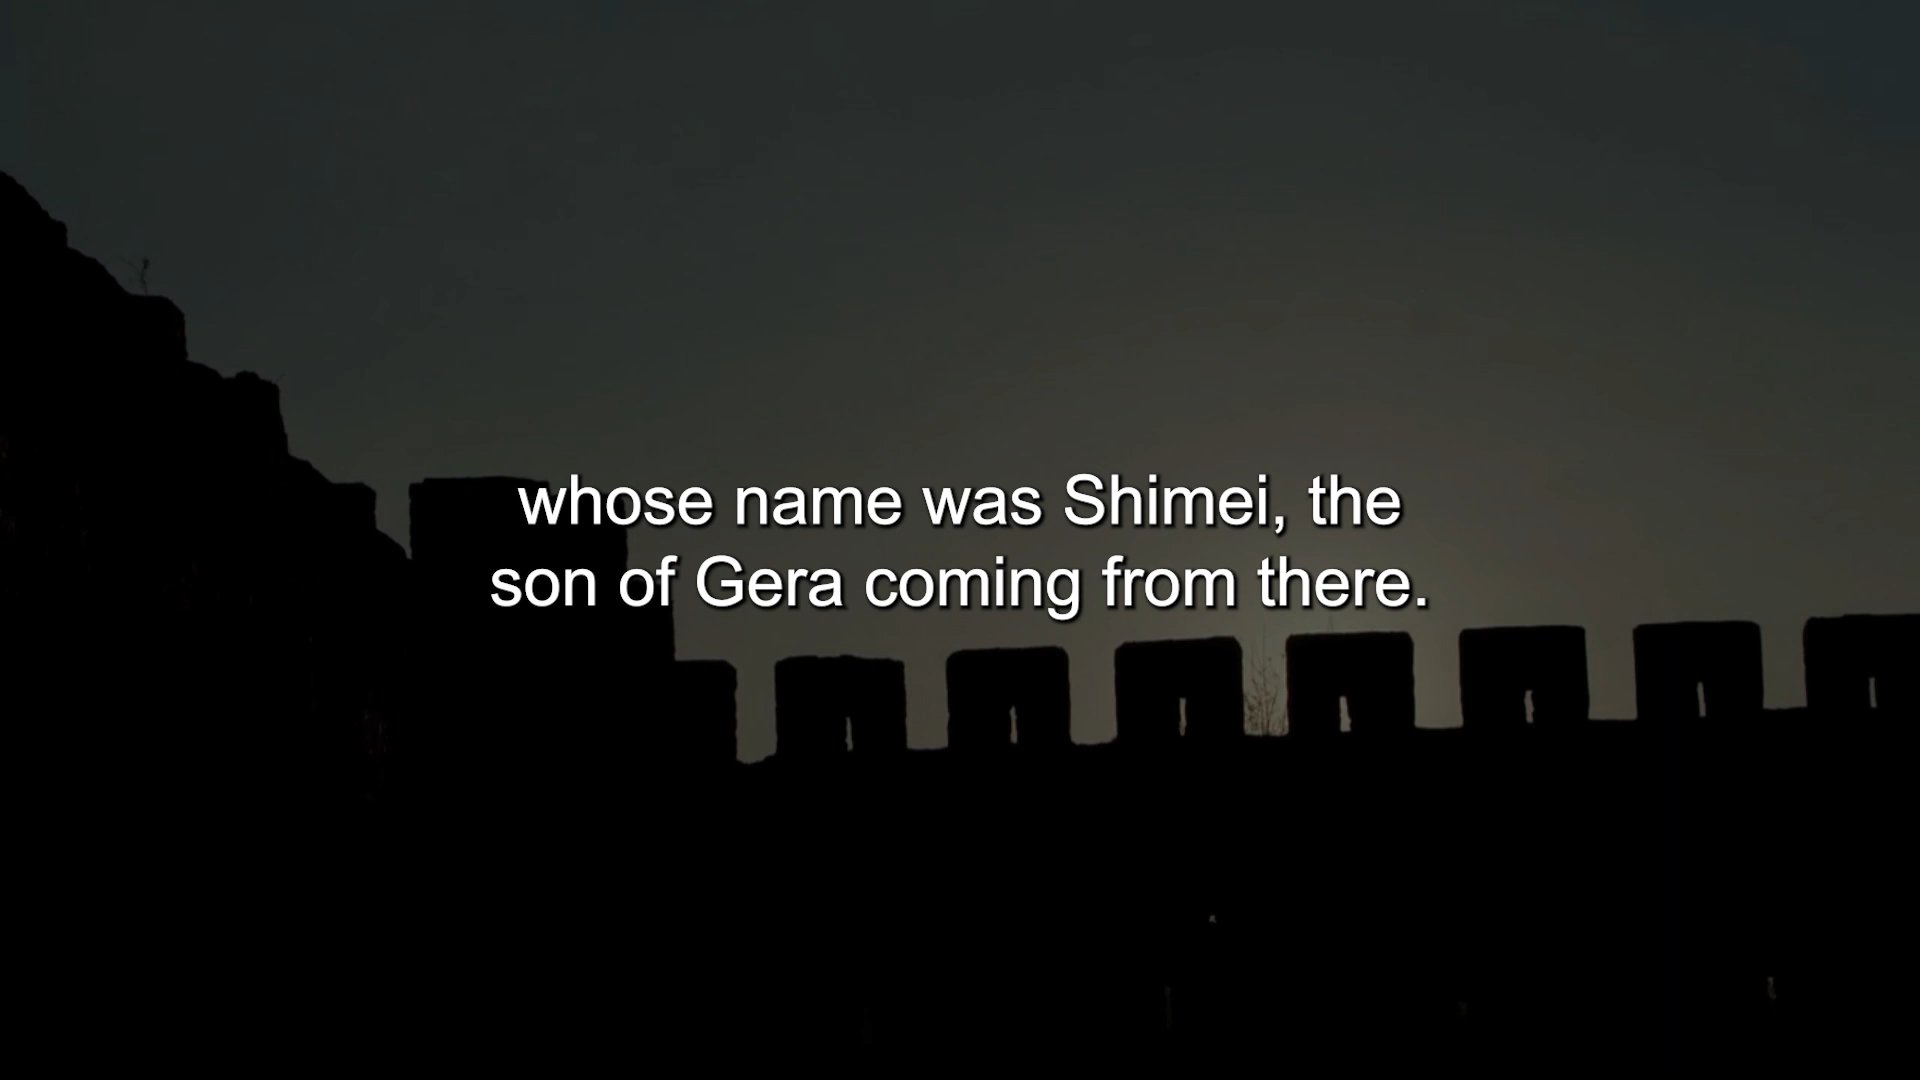 whose name was Shimei, the
son of Gera coming from there.